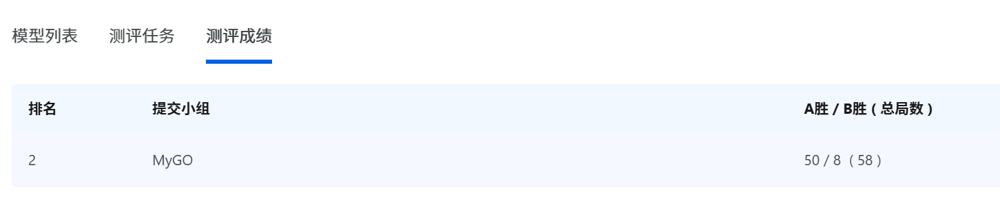 模型列表 测评任务 测评成绩
排名 提交小组 A胜 / B胜 ( 总局数 )
2 MyGO 50 / 8 ( 58 )